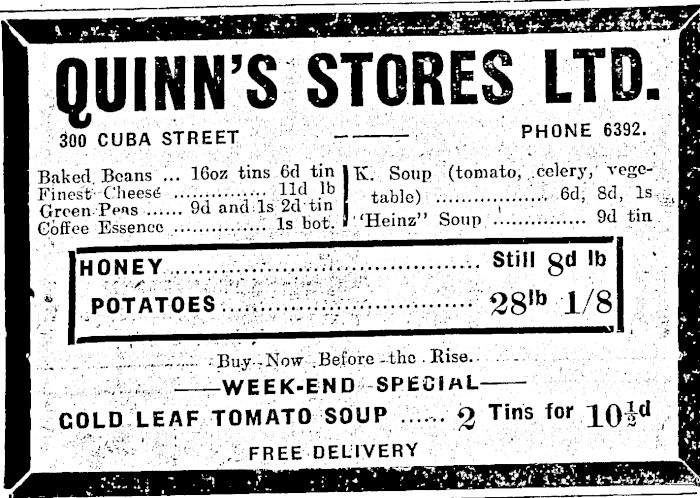 QUINN'S STORES LTD.
300 CUBA STREET
PHONE 6392.
Baked Beans ... 16oz tins 6d tin
Finest Cheese .............. 11d lb
Green Peas ...... 9d and 1s 2d tin
Coffee Essence .............. 1s bot.
K. Soup (tomato, celery, vege-
table) ................. 6d, 8d, 1s
"Heinz" Soup .............. 9d tin
HONEY ........................................ Still 8d lb
POTATOES ................................ 28lb 1/8
Buy Now Before the Rise.
WEEK-END SPECIAL
GOLD LEAF TOMATO SOUP ...... 2 Tins for 10½d
FREE DELIVERY